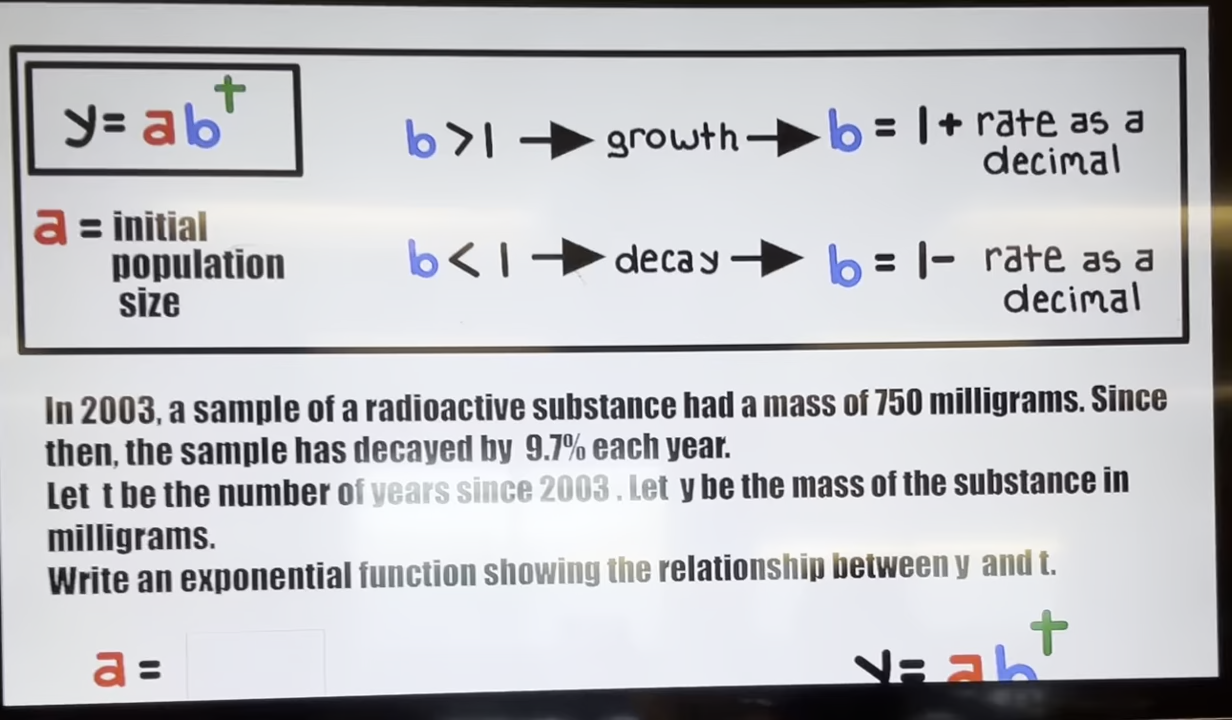 y = ab^t
b > 1 → growth → b = 1 + rate as a
decimal
a = initial
population
size
b < 1 → decay → b = 1 - rate as a
decimal
In 2003, a sample of a radioactive substance had a mass of 750 milligrams. Since
then, the sample has decayed by 9.7% each year.
Let t be the number of years since 2003. Let y be the mass of the substance in
milligrams.
Write an exponential function showing the relationship between y and t.
a =
y = ab^t